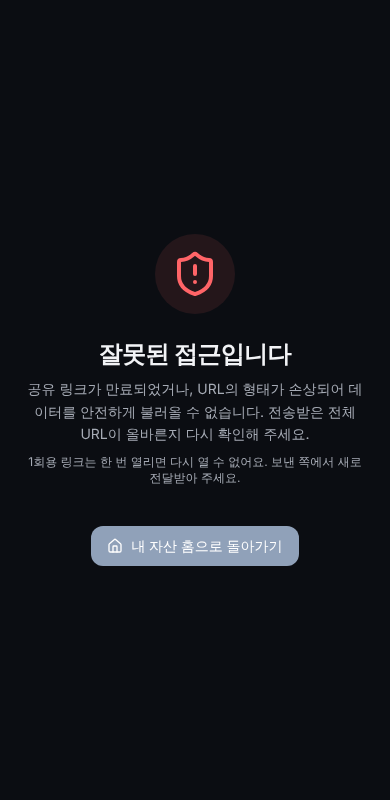 잘못된 접근입니다
공유 링크가 만료되었거나, URL의 형태가 손상되어 데
이터를 안전하게 불러올 수 없습니다. 전송받은 전체
URL이 올바른지 다시 확인해 주세요.
1회용 링크는 한 번 열리면 다시 열 수 없어요. 보낸 쪽에서 새로
전달받아 주세요.
내 자산 홈으로 돌아가기